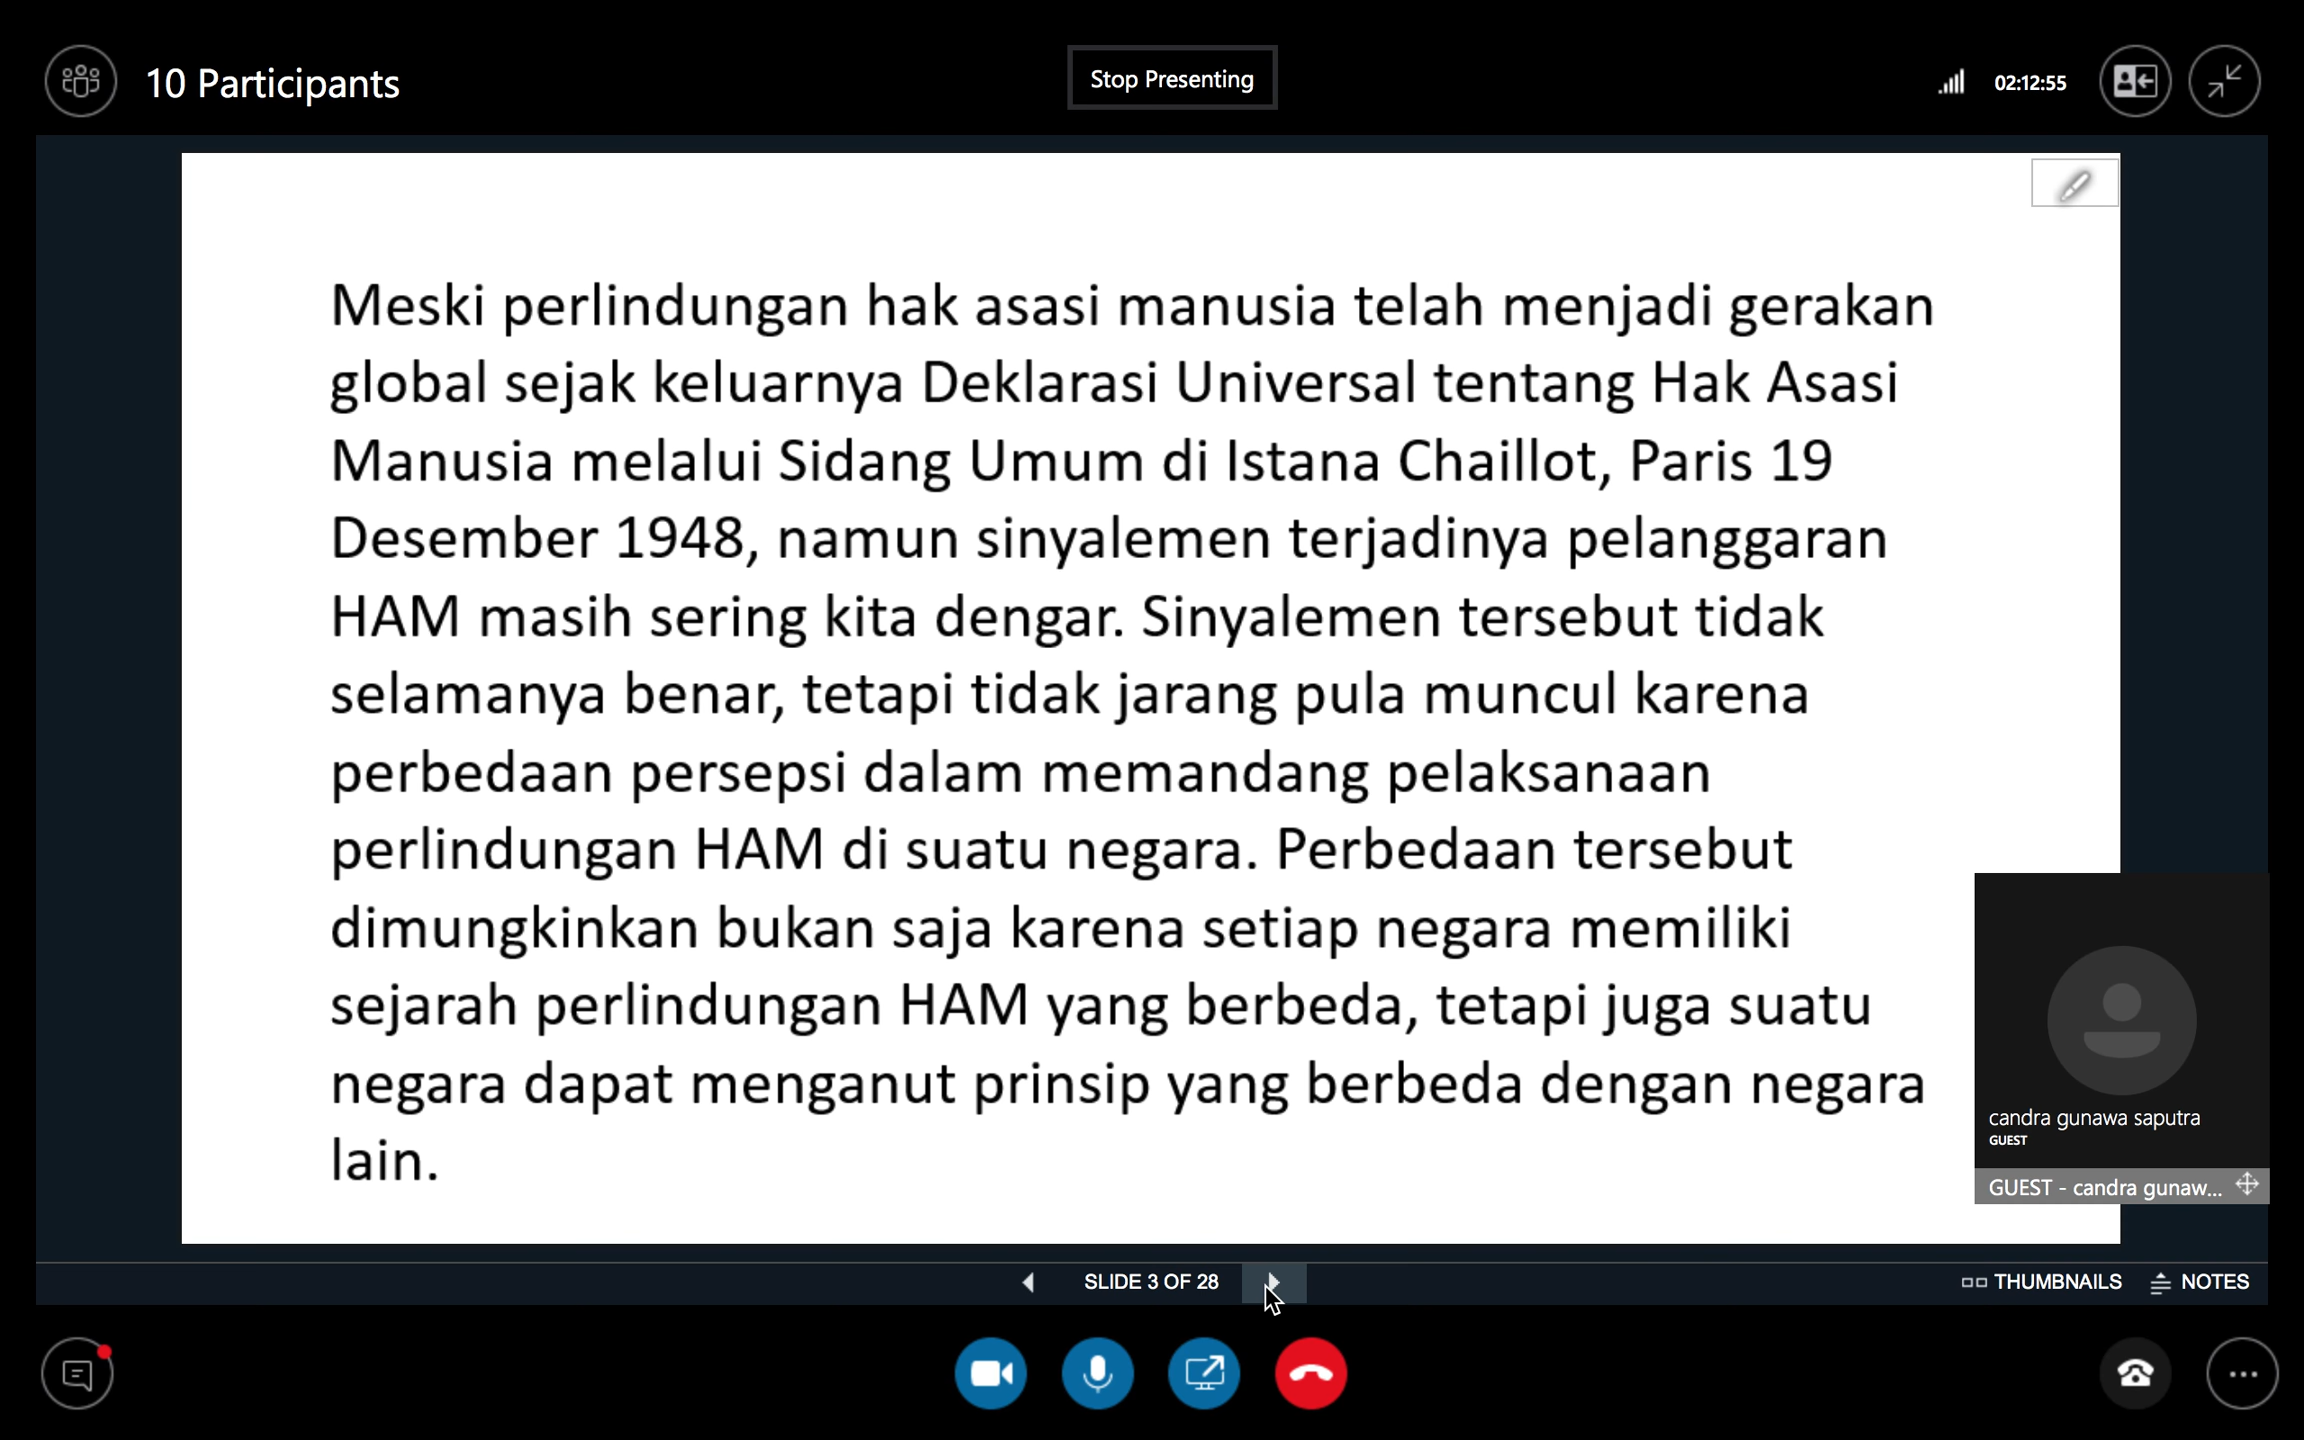 10 Participants
Stop Presenting
02:12:55
Meski perlindungan hak asasi manusia telah menjadi gerakan
global sejak keluarnya Deklarasi Universal tentang Hak Asasi
Manusia melalui Sidang Umum di Istana Chaillot, Paris 19
Desember 1948, namun sinyalemen terjadinya pelanggaran
HAM masih sering kita dengar. Sinyalemen tersebut tidak
selamanya benar, tetapi tidak jarang pula muncul karena
perbedaan persepsi dalam memandang pelaksanaan
perlindungan HAM di suatu negara. Perbedaan tersebut
dimungkinkan bukan saja karena setiap negara memiliki
sejarah perlindungan HAM yang berbeda, tetapi juga suatu
negara dapat menganut prinsip yang berbeda dengan negara
lain.
candra gunawa saputra
GUEST
GUEST - candra gunaw...
SLIDE 3 OF 28
THUMBNAILS
NOTES